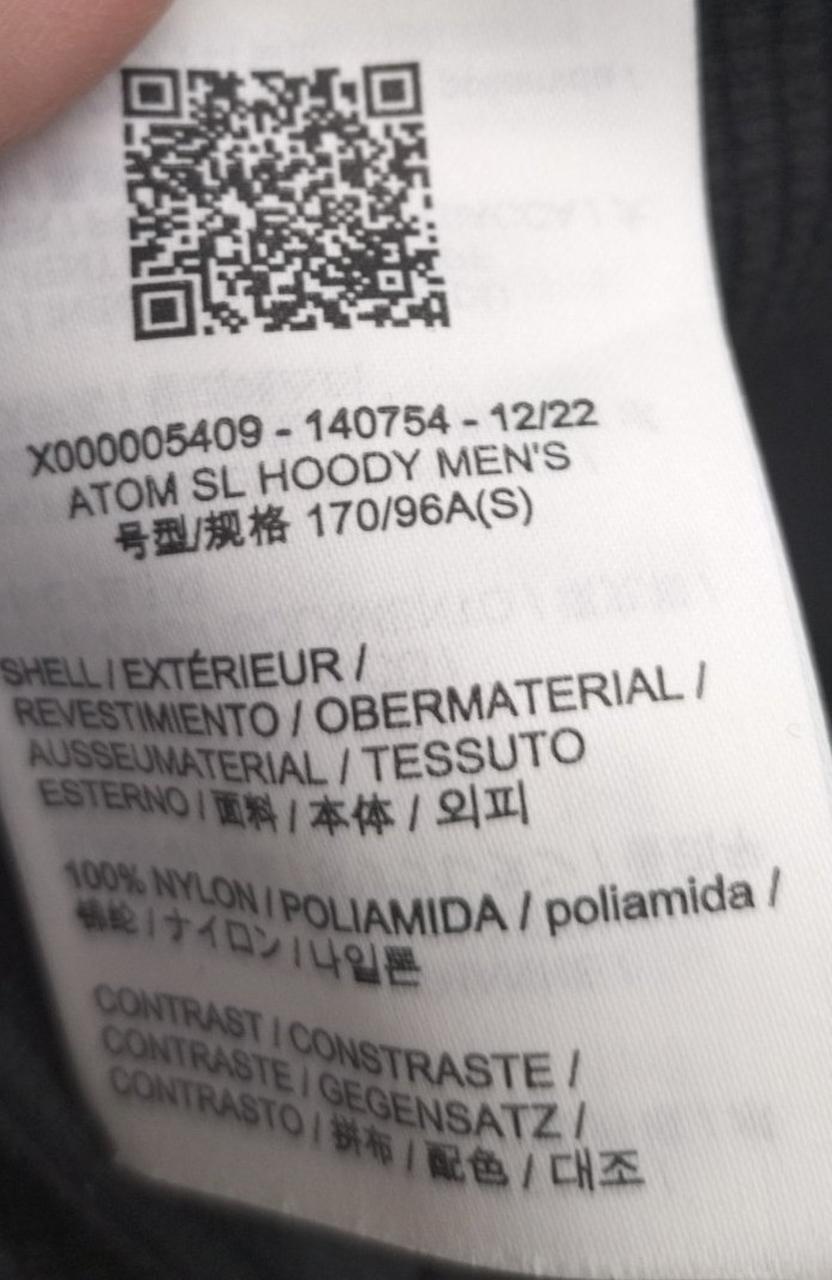 X000005409 - 140754 - 12/22
ATOM SL HOODY MEN'S
号型/规格 170/96A(S)
SHELL / EXTÉRIEUR /
REVESTIMIENTO / OBERMATERIAL /
AUSSEUMATERIAL / TESSUTO
ESTERNO / 面料 / 本体 / 외피
100% NYLON / POLIAMIDA / poliamida /
锦纶 / ナイロン / 나일론
CONTRAST / CONSTRASTE /
CONTRASTE / GEGENSATZ /
CONTRASTO / 拼布 / 配色 / 대조